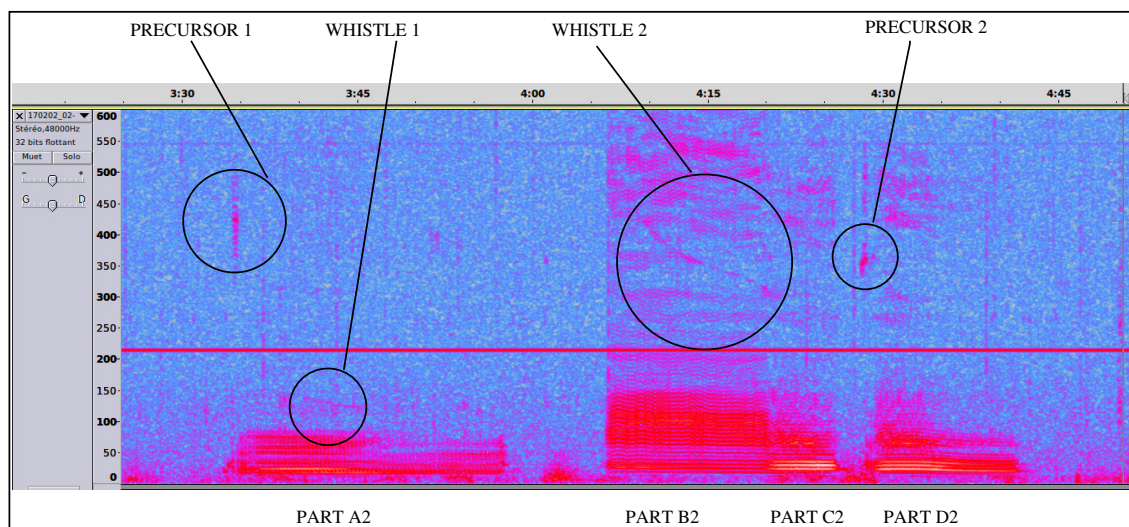 PRECURSOR 1 WHISTLE 1 WHISTLE 2 PRECURSOR 2
3:30 3:45 4:00 4:15 4:30 4:45
170202_02-
Stéréo,48000Hz
32 bits flottant
Muet Solo
- +
G D
600
550
500
450
400
350
300
250
200
150
100
50
0
PART A2 PART B2 PART C2 PART D2